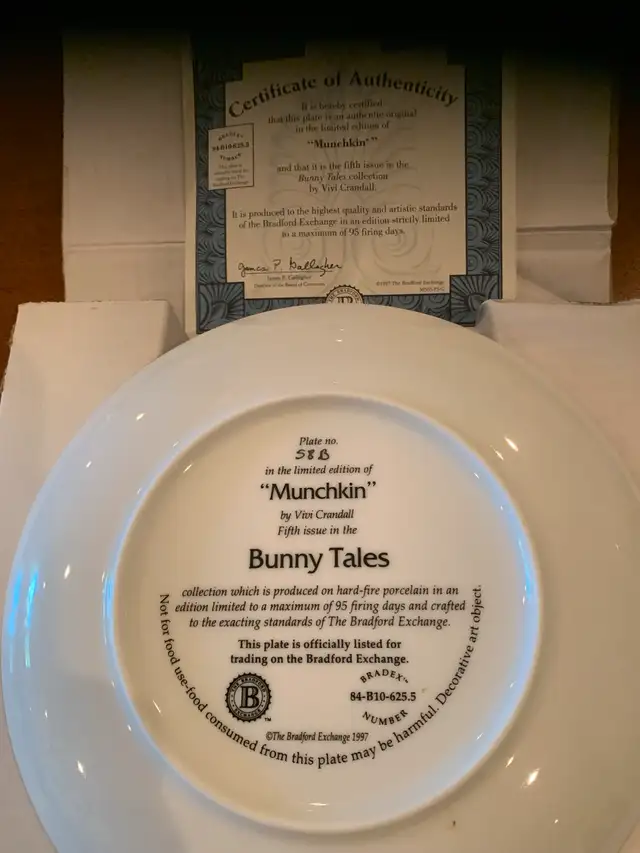 Certificate of Authenticity
It is hereby certified
that this plate is an authentic original
in the limited edition of
"Munchkin"
and that it is the fifth issue in the
Bunny Tales collection
by Vivi Crandall.
It is produced to the highest quality and artistic standards
of the Bradford Exchange in an edition strictly limited
to a maximum of 95 firing days.
BRADEX
84-B10-625.5
NUMBER
©1997 The Bradford Exchange
Plate no.
58B
in the limited edition of
"Munchkin"
by Vivi Crandall
Fifth issue in the
Bunny Tales
collection which is produced on hard-fire porcelain in an
edition limited to a maximum of 95 firing days and crafted
to the exacting standards of The Bradford Exchange.
This plate is officially listed for
trading on the Bradford Exchange.
B
™
BRADEX™
84-B10-625.5
NUMBER
©The Bradford Exchange 1997
Not for food use-food consumed from this plate may be harmful. Decorative art object.